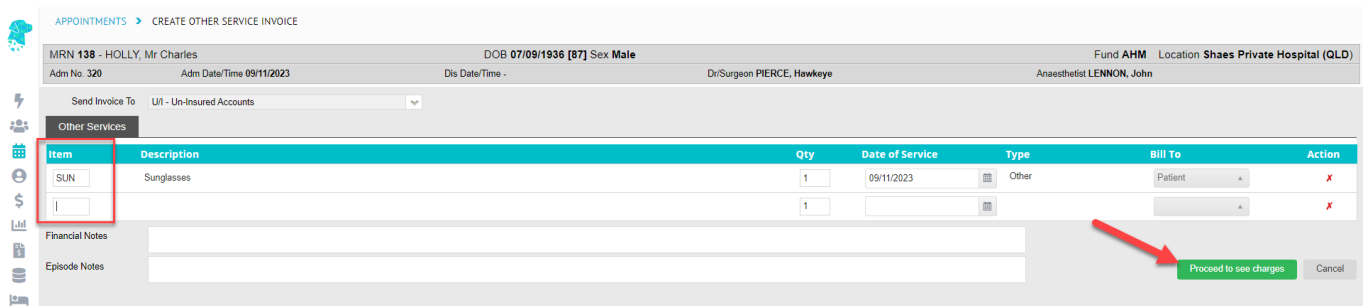 APPOINTMENTS > CREATE OTHER SERVICE INVOICE
MRN 138 - HOLLY, Mr Charles DOB 07/09/1936 [87] Sex Male Fund AHM Location Shaes Private Hospital (QLD)
Adm No. 320 Adm Date/Time 09/11/2023 Dis Date/Time - Dr/Surgeon PIERCE, Hawkeye Anaesthetist LENNON, John
Send Invoice To U/I - Un-Insured Accounts
Other Services
Item Description Qty Date of Service Type Bill To Action
SUN Sunglasses 1 09/11/2023 Other Patient x
1 x
Financial Notes
Episode Notes
Proceed to see charges Cancel